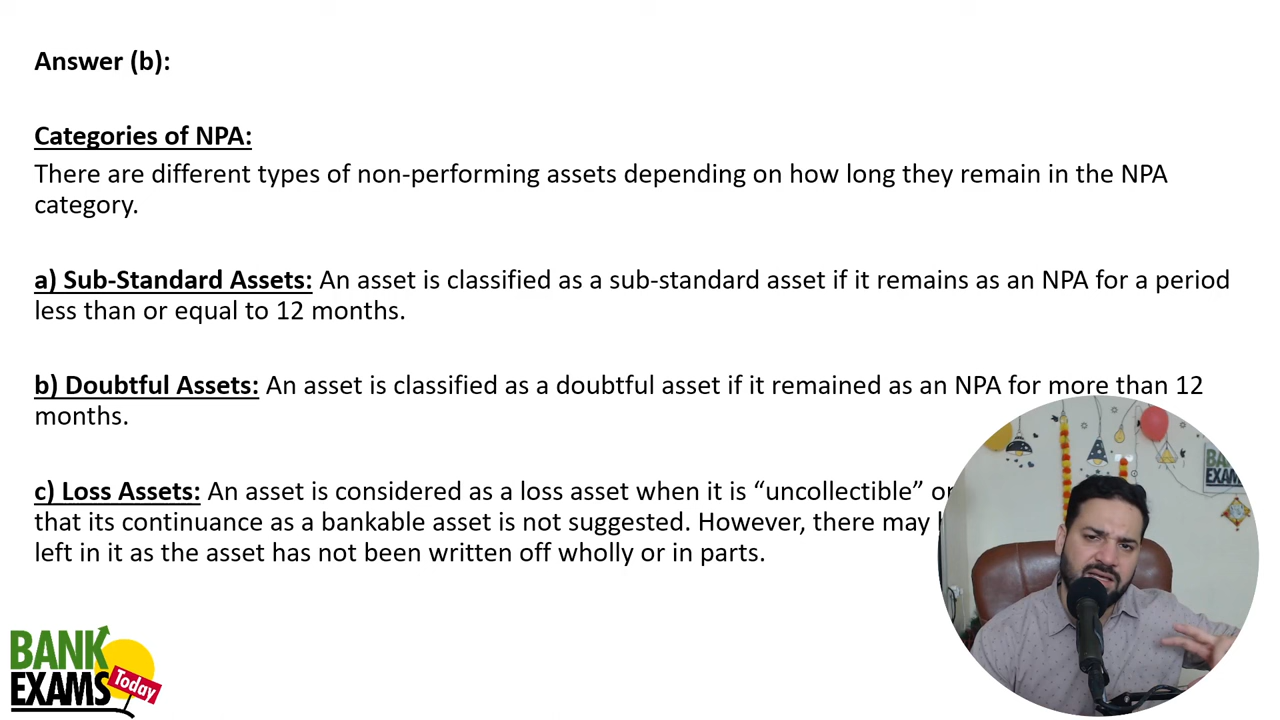 Answer (b):
Categories of NPA:
There are different types of non-performing assets depending on how long they remain in the NPA
category.
a) Sub-Standard Assets: An asset is classified as a sub-standard asset if it remains as an NPA for a period
less than or equal to 12 months.
b) Doubtful Assets: An asset is classified as a doubtful asset if it remained as an NPA for more than 12
months.
c) Loss Assets: An asset is considered as a loss asset when it is “uncollectible” or
that its continuance as a bankable asset is not suggested. However, there may
left in it as the asset has not been written off wholly or in parts.
BANK
EXAMS
Today
BANK
EXAM